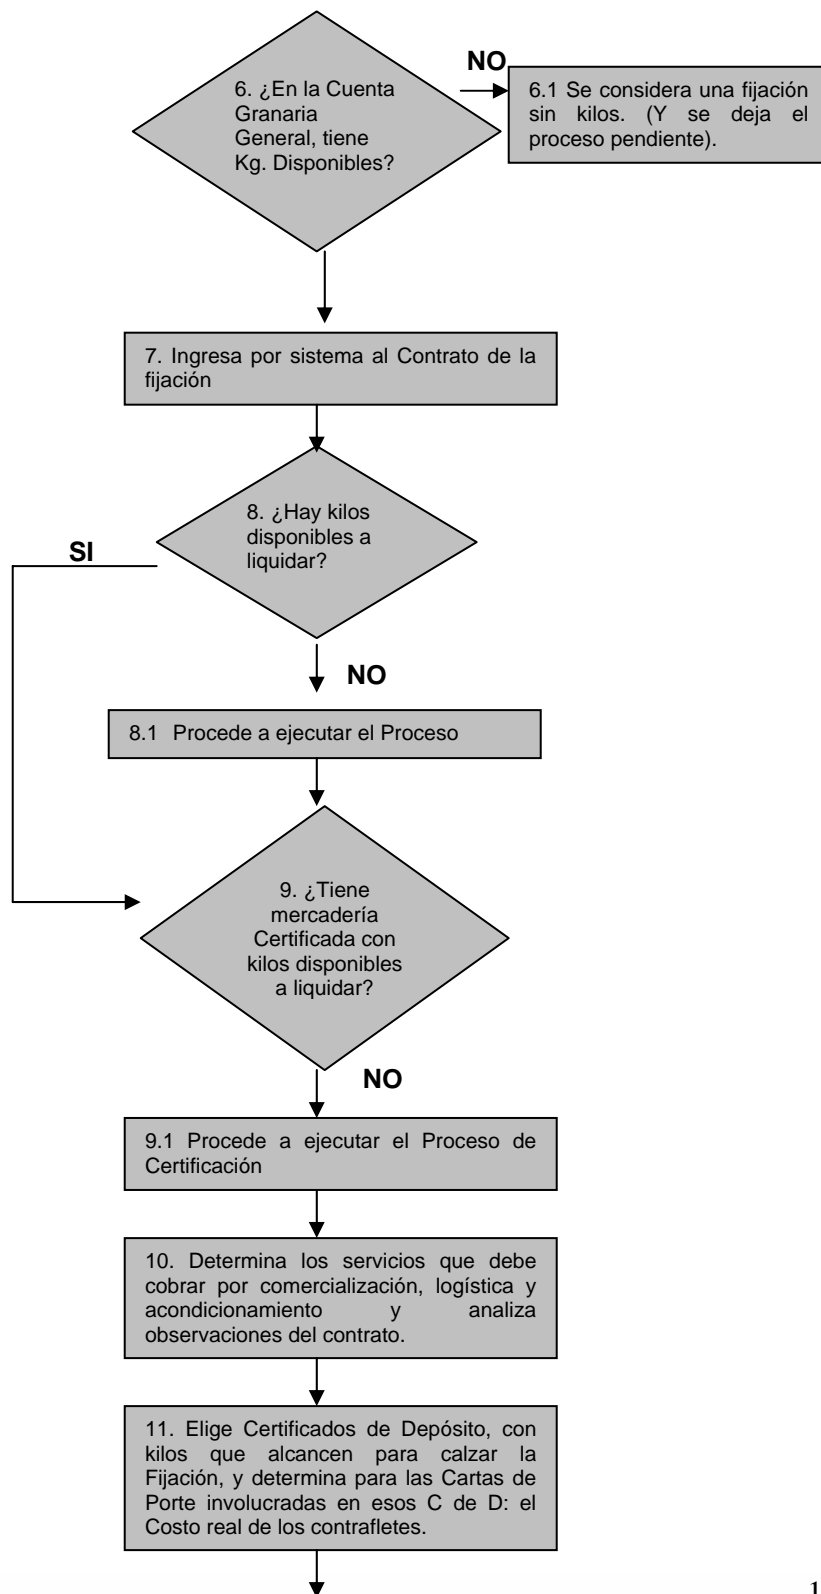 6. ¿En la Cuenta
Granaria
General, tiene
Kg. Disponibles?
NO
6.1 Se considera una fijación
sin kilos. (Y se deja el
proceso pendiente).
7. Ingresa por sistema al Contrato de la
fijación
8. ¿Hay kilos
disponibles a
liquidar?
SI
NO
8.1 Procede a ejecutar el Proceso
9. ¿Tiene
mercadería
Certificada con
kilos disponibles
a liquidar?
NO
9.1 Procede a ejecutar el Proceso de
Certificación
10. Determina los servicios que debe
cobrar por comercialización, logística y
acondicionamiento y analiza
observaciones del contrato.
11. Elige Certificados de Depósito, con
kilos que alcancen para calzar la
Fijación, y determina para las Cartas de
Porte involucradas en esos C de D: el
Costo real de los contrafletes.
1